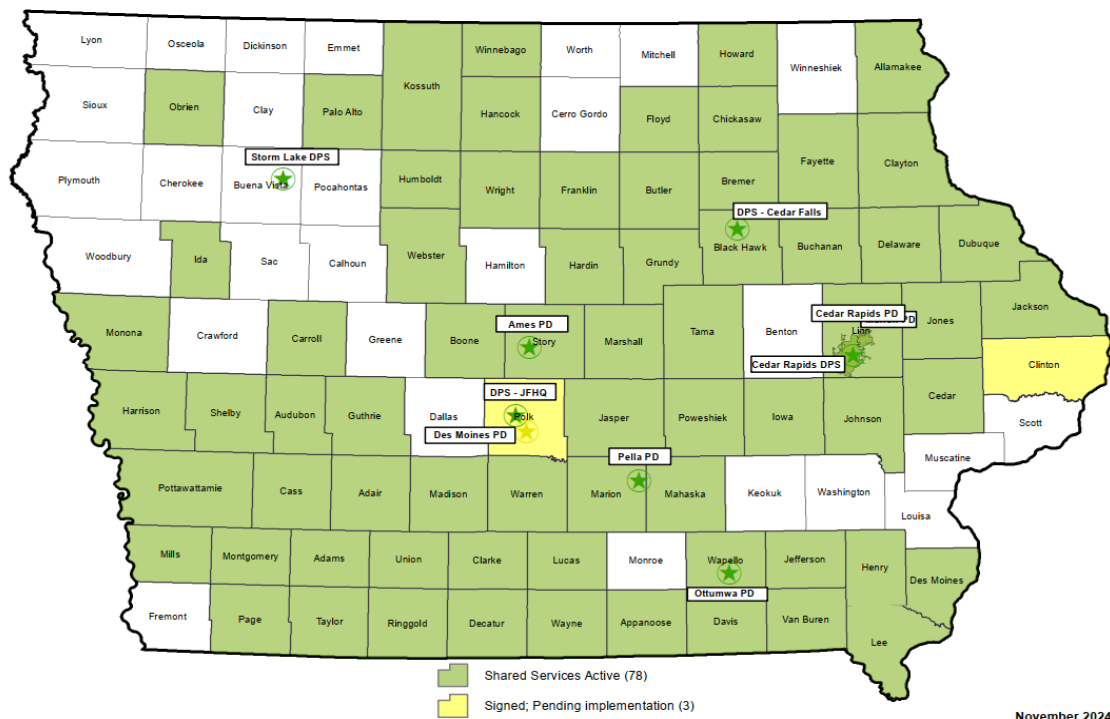 Lyon
Osceola
Dickinson
Emmet
Winnebago
Worth
Mitchell
Howard
Winneshiek
Allamakee
Kossuth
Sioux
Obrien
Clay
Palo Alto
Hancock
Cerro Gordo
Floyd
Chickasaw
Storm Lake DPS
Plymouth
Cherokee
Buena Vista
Pocahontas
Humboldt
Wright
Franklin
Butler
Bremer
Fayette
Clayton
DPS - Cedar Falls
Woodbury
Ida
Sac
Calhoun
Webster
Hamilton
Hardin
Grundy
Black Hawk
Buchanan
Delaware
Dubuque
Monona
Crawford
Carroll
Greene
Boone
Ames PD
Story
Marshall
Tama
Benton
Cedar Rapids PD
PD
Linn
Cedar Rapids DPS
Jones
Jackson
Clinton
Harrison
Shelby
Audubon
Guthrie
Dallas
DPS - JFHQ
Polk
Des Moines PD
Jasper
Poweshiek
Iowa
Johnson
Cedar
Scott
Muscatine
Pottawattamie
Cass
Adair
Madison
Warren
Pella PD
Marion
Mahaska
Keokuk
Washington
Louisa
Mills
Montgomery
Adams
Union
Clarke
Lucas
Monroe
Wapello
Ottumwa PD
Jefferson
Henry
Des Moines
Fremont
Page
Taylor
Ringgold
Decatur
Wayne
Appanoose
Davis
Van Buren
Lee
Shared Services Active (78)
Signed; Pending implementation (3)
November 2024